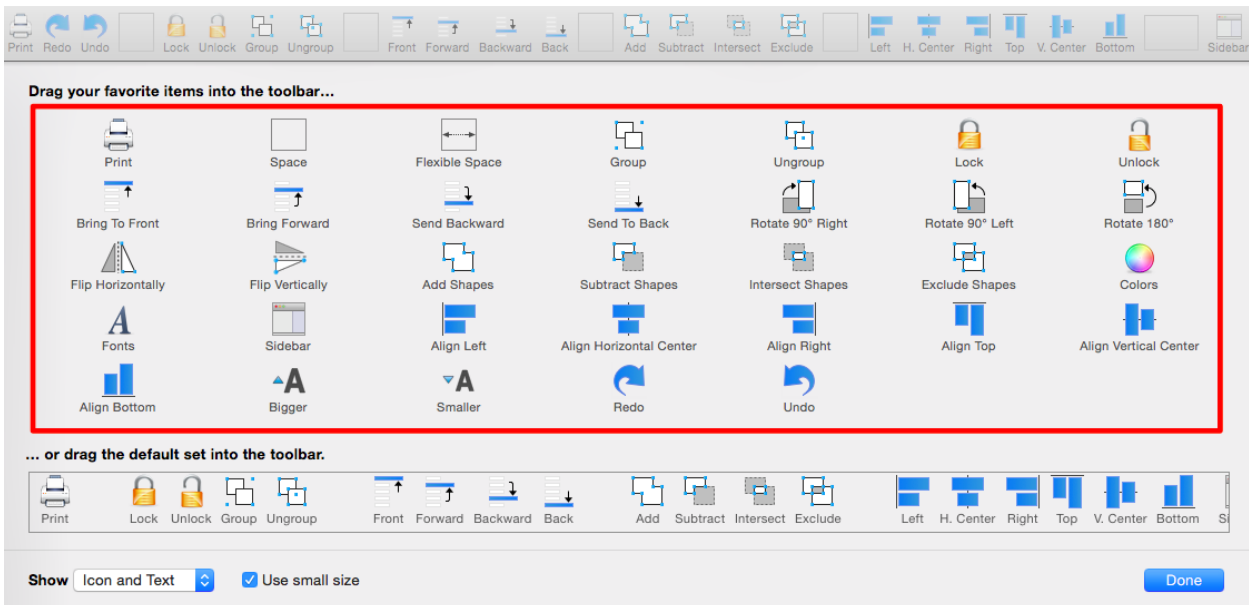 Print Redo Undo Lock Unlock Group Ungroup Front Forward Backward Back Add Subtract Intersect Exclude Left H. Center Right Top V. Center Bottom Sidebar
Drag your favorite items into the toolbar...
Print Space Flexible Space Group Ungroup Lock Unlock
Bring To Front Bring Forward Send Backward Send To Back Rotate 90° Right Rotate 90° Left Rotate 180°
Flip Horizontally Flip Vertically Add Shapes Subtract Shapes Intersect Shapes Exclude Shapes Colors
Fonts Sidebar Align Left Align Horizontal Center Align Right Align Top Align Vertical Center
Align Bottom Bigger Smaller Redo Undo
... or drag the default set into the toolbar.
Print Lock Unlock Group Ungroup Front Forward Backward Back Add Subtract Intersect Exclude Left H. Center Right Top V. Center Bottom Si
Show Icon and Text Use small size Done